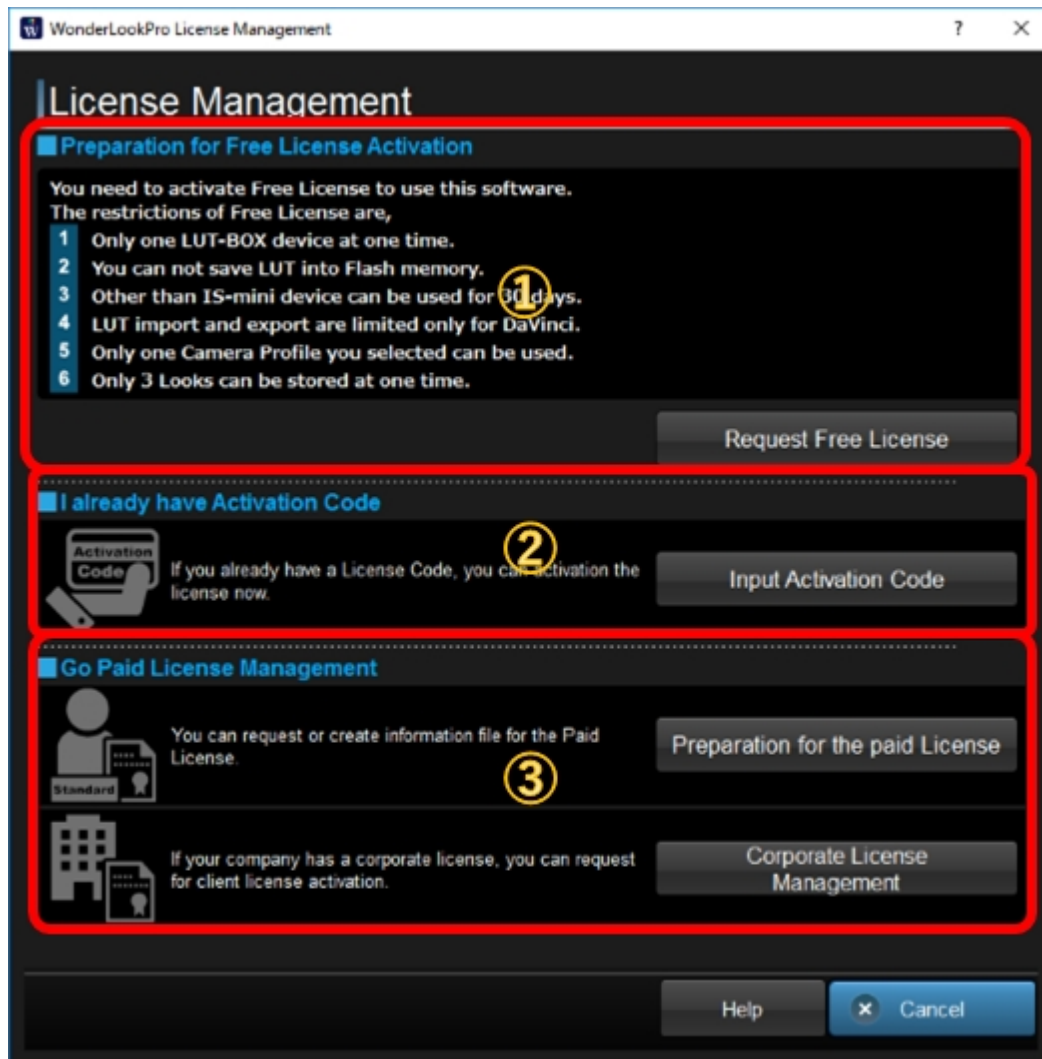 WonderLookPro License Management
License Management
Preparation for Free License Activation
You need to activate Free License to use this software.
The restrictions of Free License are,
1 Only one LUT-BOX device at one time.
2 You can not save LUT into Flash memory.
3 Other than IS-mini device can be used for 30 days.
①
4 LUT import and export are limited only for DaVinci.
5 Only one Camera Profile you selected can be used.
6 Only 3 Looks can be stored at one time.
Request Free License
I already have Activation Code
②
Activation
Code
If you already have a License Code, you can activation the
license now.
Input Activation Code
Go Paid License Management
Standard
You can request or create information file for the Paid
License.
Preparation for the paid License
③
If your company has a corporate license, you can request
for client license activation.
Corporate License
Management
Help
Cancel